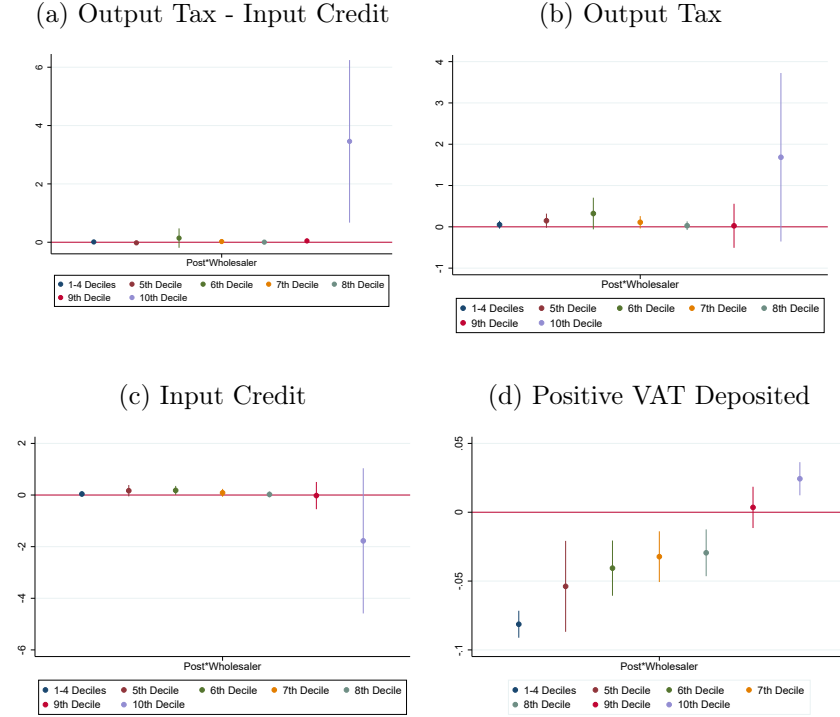 (a) Output Tax - Input Credit
(b) Output Tax
6
4
2
0
Post*Wholesaler
1-4 Deciles 5th Decile 6th Decile 7th Decile 8th Decile
9th Decile 10th Decile
4
3
2
1
0
-1
Post*Wholesaler
1-4 Deciles 5th Decile 6th Decile 7th Decile 8th Decile
9th Decile 10th Decile
(c) Input Credit
(d) Positive VAT Deposited
2
0
-2
-4
-6
Post*Wholesaler
1-4 Deciles 5th Decile 6th Decile 7th Decile 8th Decile
9th Decile 10th Decile
.05
0
-.05
-.1
Post*Wholesaler
1-4 Deciles 5th Decile 6th Decile 7th Decile
8th Decile 9th Decile 10th Decile